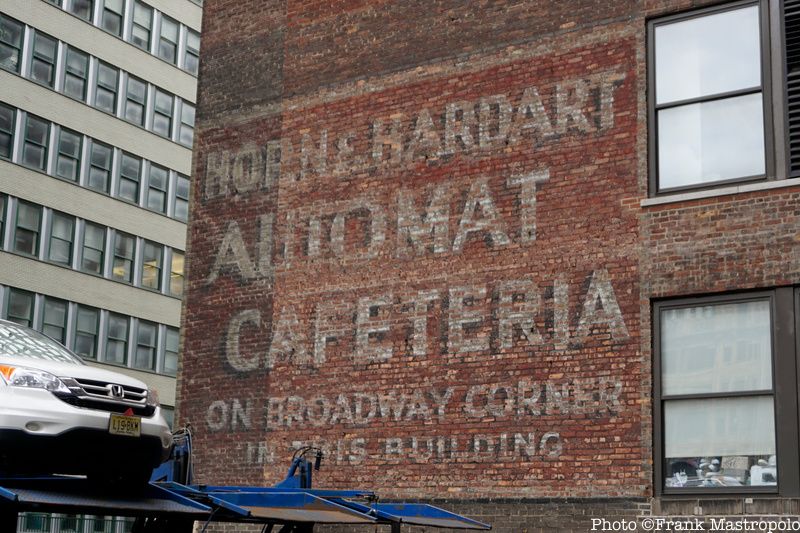 HORN & HARDART
AUTOMAT
CAFETERIA
ON BROADWAY CORNER
IN THIS BUILDING
Photo ©Frank Mastropolo